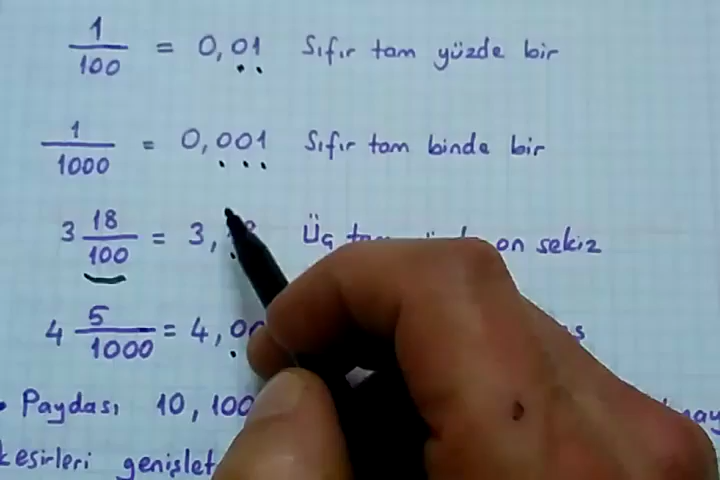 1/100 = 0,01 Sıfır tam yüzde bir
1/1000 = 0,001 Sıfır tam binde bir
3 18/100 = 3, Üç on sekiz
4 5/1000 = 4,
• Paydası 10, 100
kesirleri genişlet